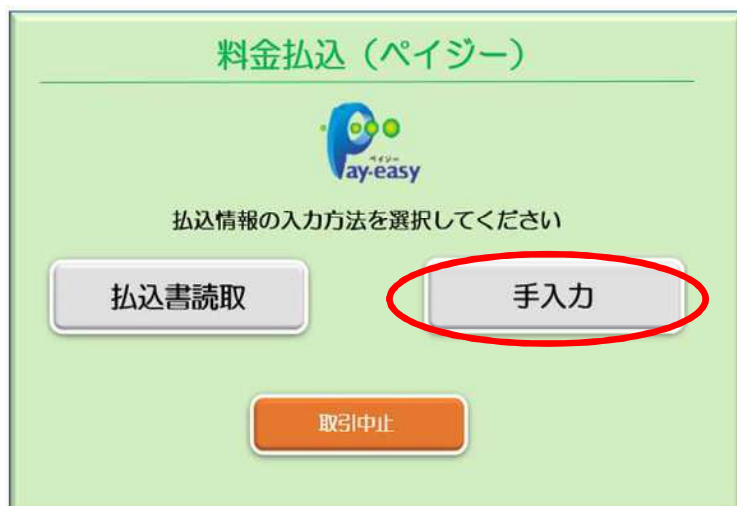 料金払込（ペイジー）
ペイジー
Pay-easy
払込情報の入力方法を選択してください
払込書読取
手入力
取引中止